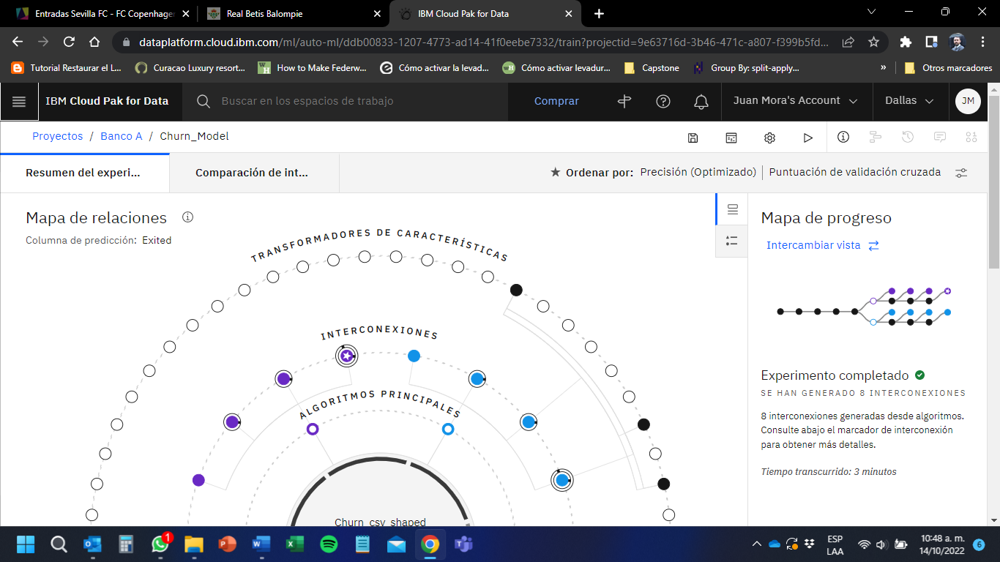 Entradas Sevilla FC - FC Copenhagen
Real Betis Balompie
IBM Cloud Pak for Data
dataplatform.cloud.ibm.com/ml/auto-ml/ddb00833-1207-4773-ad14-41f0eebe7332/train?projectid=9e63716d-3b46-471c-a807-f399b5fd...
Tutorial Restaurar el L...
Curacao Luxury resort...
How to Make Federw...
Cómo activar la levad...
Cómo activar levadur...
Capstone
Group By: split-apply...
»
Otros marcadores
IBM Cloud Pak for Data
Buscar en los espacios de trabajo
Comprar
Juan Mora's Account
Dallas
JM
Proyectos / Banco A / Churn_Model
Resumen del experi...
Comparación de int...
Ordenar por: Precisión (Optimizado) | Puntuación de validación cruzada
Mapa de relaciones
Columna de predicción: Exited
TRANSFORMADORES DE CARACTERÍSTICAS
INTERCONEXIONES
ALGORITMOS PRINCIPALES
Churn_csv_shaped
Mapa de progreso
Intercambiar vista
Experimento completado
SE HAN GENERADO 8 INTERCONEXIONES
8 interconexiones generadas desde algoritmos.
Consulte abajo el marcador de interconexión
para obtener más detalles.
Tiempo transcurrido: 3 minutos
1
ESP
LAA
10:48 a. m.
14/10/2022
6